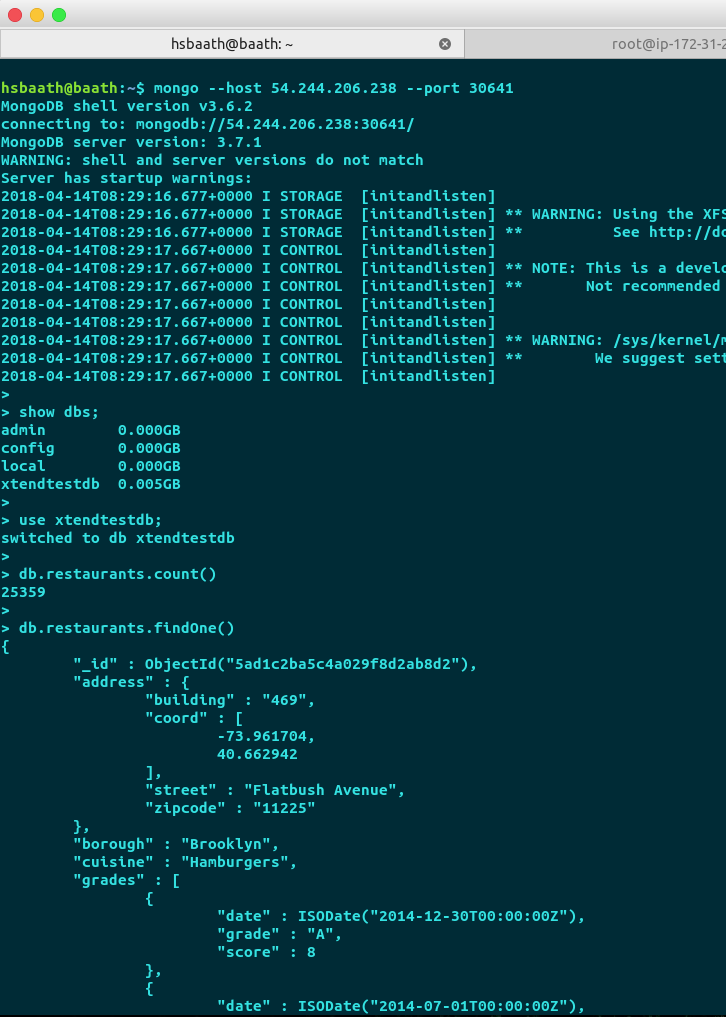 hsbaath@baath: ~
root@ip-172-31-2
hsbaath@baath:~$ mongo --host 54.244.206.238 --port 30641
MongoDB shell version v3.6.2
connecting to: mongodb://54.244.206.238:30641/
MongoDB server version: 3.7.1
WARNING: shell and server versions do not match
Server has startup warnings:
2018-04-14T08:29:16.677+0000 I STORAGE  [initandlisten]
2018-04-14T08:29:16.677+0000 I STORAGE  [initandlisten] ** WARNING: Using the XFS
2018-04-14T08:29:16.677+0000 I STORAGE  [initandlisten] **          See http://do
2018-04-14T08:29:17.667+0000 I CONTROL  [initandlisten]
2018-04-14T08:29:17.667+0000 I CONTROL  [initandlisten] ** NOTE: This is a develo
2018-04-14T08:29:17.667+0000 I CONTROL  [initandlisten] **       Not recommended
2018-04-14T08:29:17.667+0000 I CONTROL  [initandlisten]
2018-04-14T08:29:17.667+0000 I CONTROL  [initandlisten]
2018-04-14T08:29:17.667+0000 I CONTROL  [initandlisten] ** WARNING: /sys/kernel/m
2018-04-14T08:29:17.667+0000 I CONTROL  [initandlisten] **        We suggest sett
2018-04-14T08:29:17.667+0000 I CONTROL  [initandlisten]
>
> show dbs;
admin        0.000GB
config       0.000GB
local        0.000GB
xtendtestdb  0.005GB
>
> use xtendtestdb;
switched to db xtendtestdb
>
> db.restaurants.count()
25359
>
> db.restaurants.findOne()
{
        "_id" : ObjectId("5ad1c2ba5c4a029f8d2ab8d2"),
        "address" : {
                "building" : "469",
                "coord" : [
                        -73.961704,
                        40.662942
                ],
                "street" : "Flatbush Avenue",
                "zipcode" : "11225"
        },
        "borough" : "Brooklyn",
        "cuisine" : "Hamburgers",
        "grades" : [
                {
                        "date" : ISODate("2014-12-30T00:00:00Z"),
                        "grade" : "A",
                        "score" : 8
                },
                {
                        "date" : ISODate("2014-07-01T00:00:00Z"),